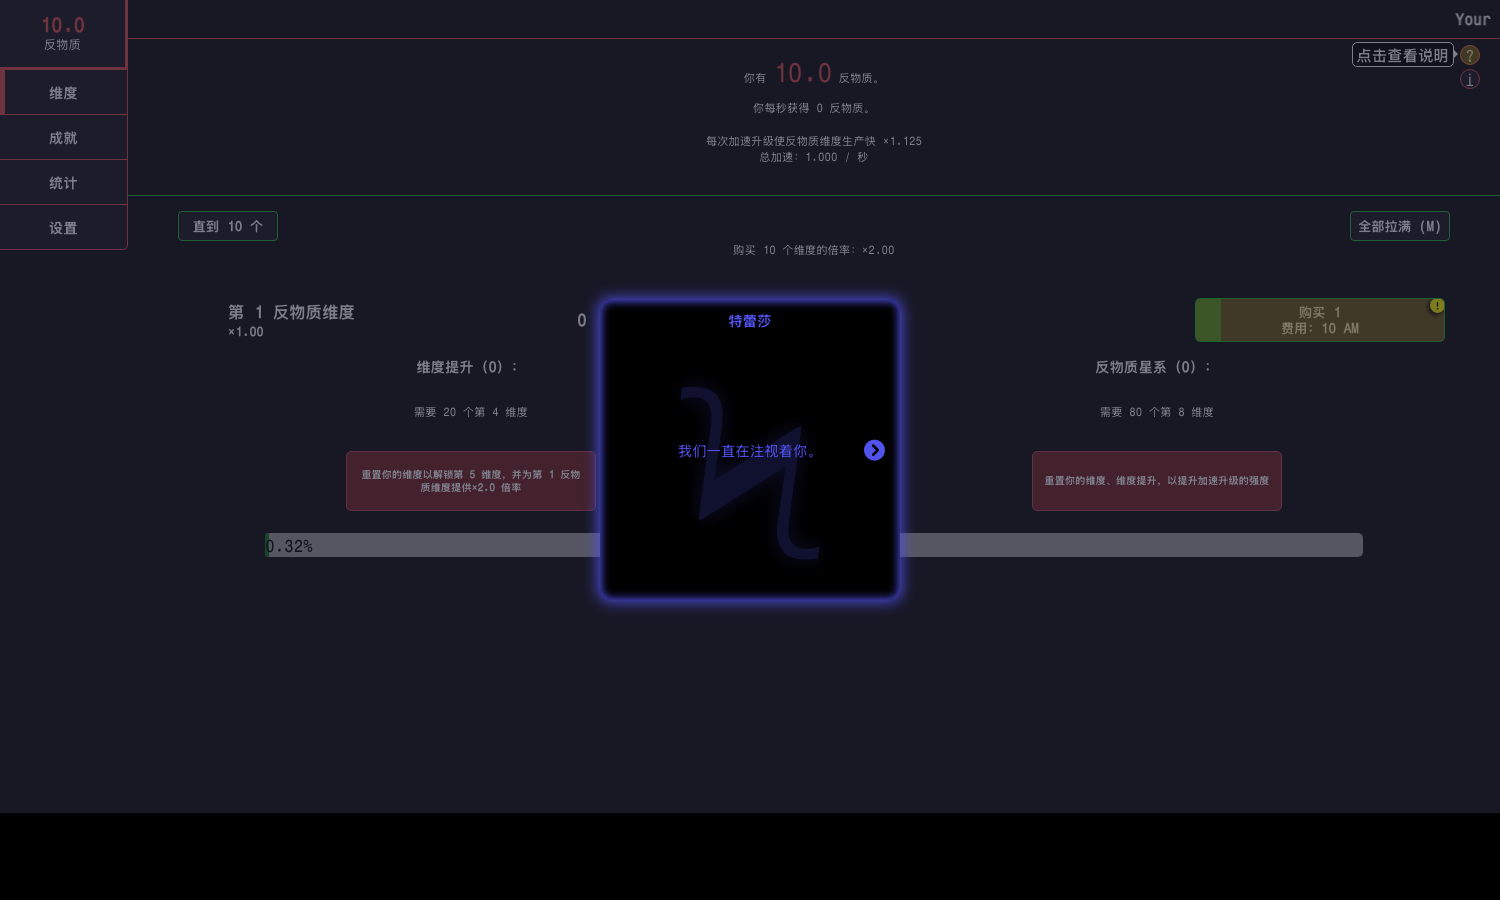 10.0
反物质
维度
成就
统计
设置
Your
点击查看说明
?
i
你有 10.0 反物质。
你每秒获得 0 反物质。
每次加速升级使反物质维度生产快 ×1.125
总加速：1.000 / 秒
直到 10 个
全部拉满 (M)
购买 10 个维度的倍率：×2.00
第 1 反物质维度
×1.00
0
购买 1
费用：10 AM
!
维度提升 (0) ：
需要 20 个第 4 维度
重置你的维度以解锁第 5 维度，并为第 1 反物
质维度提供×2.0 倍率
反物质星系 (0) ：
需要 80 个第 8 维度
重置你的维度、维度提升，以提升加速升级的强度
0.32%
特蕾莎
我们一直在注视着你。